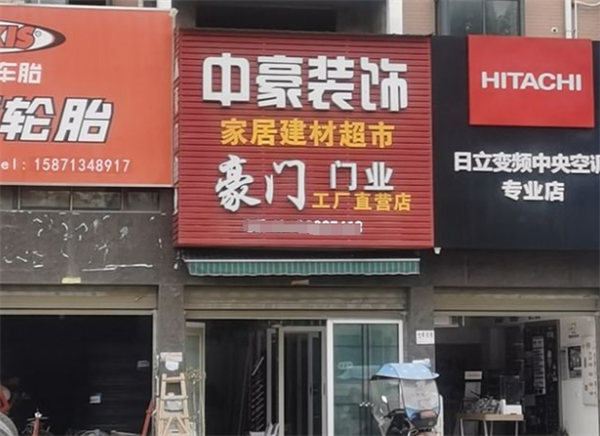 XIS
车胎
轮胎
el: 15871348917
中豪装饰
家居建材超市
豪门 门业
工厂直营店
HITACHI
日立变频中央空调
专业店